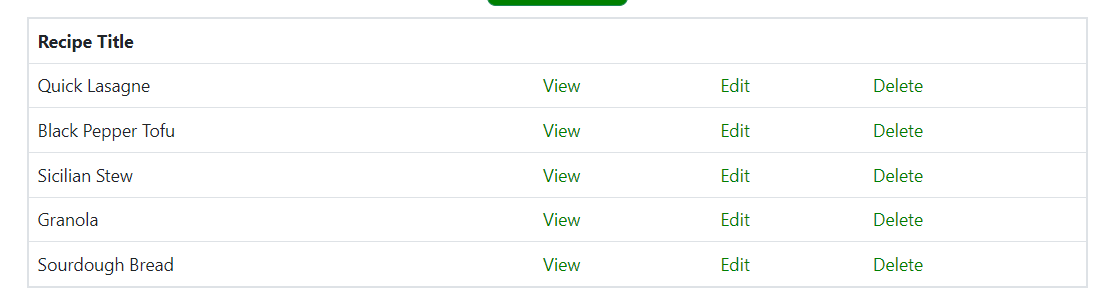 Recipe Title
Quick Lasagne View Edit Delete
Black Pepper Tofu View Edit Delete
Sicilian Stew View Edit Delete
Granola View Edit Delete
Sourdough Bread View Edit Delete